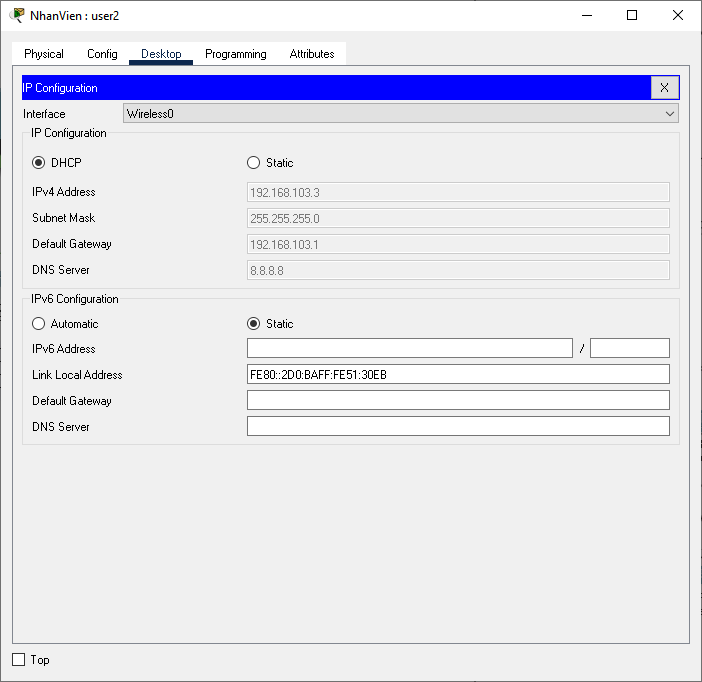 NhanVien : user2
Physical Config Desktop Programming Attributes
IP Configuration X
Interface Wireless0
IP Configuration
DHCP Static
IPv4 Address 192.168.103.3
Subnet Mask 255.255.255.0
Default Gateway 192.168.103.1
DNS Server 8.8.8.8
IPv6 Configuration
Automatic Static
IPv6 Address /
Link Local Address FE80::2D0:BAFF:FE51:30EB
Default Gateway
DNS Server
Top